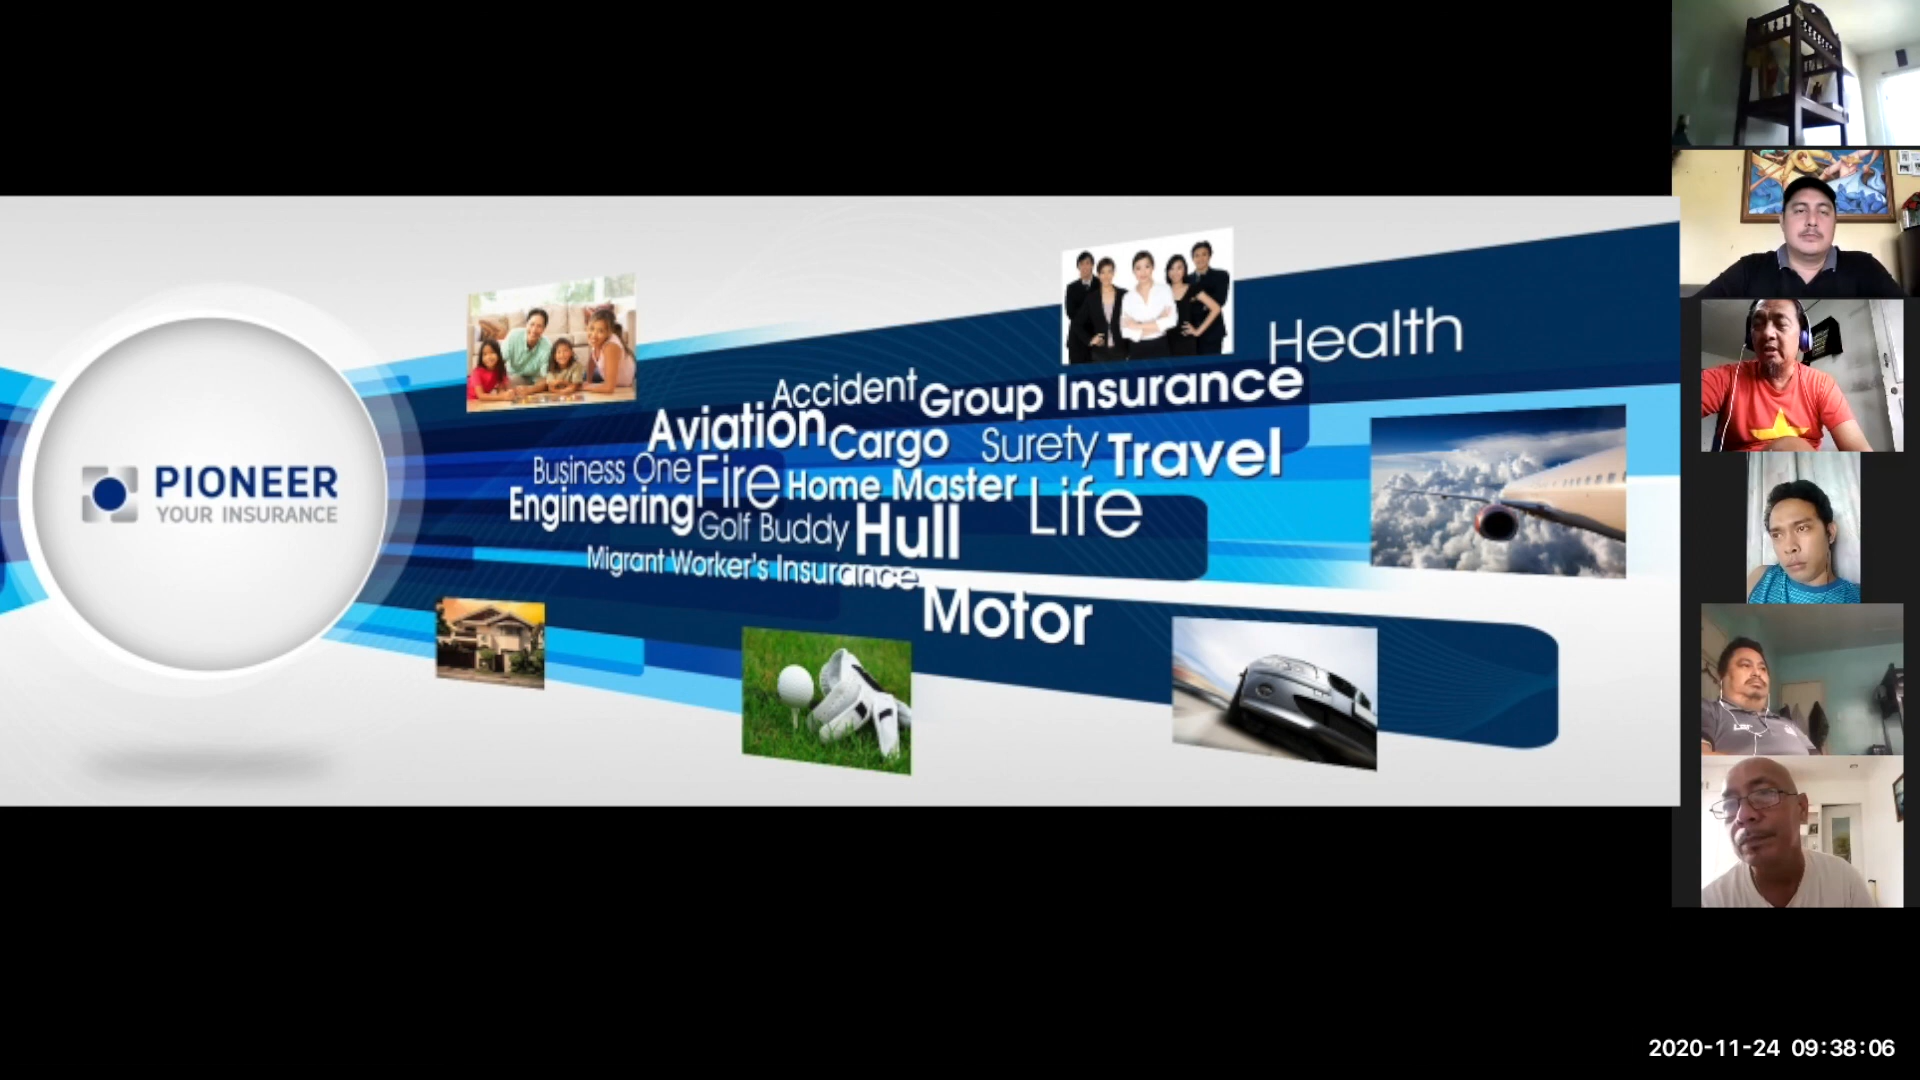 PIONEER
YOUR INSURANCE
Health
Accident
Group Insurance
Aviation
Cargo
Surety
Travel
Business One
Fire
Home Master
Life
Engineering
Golf Buddy
Hull
Migrant Worker's Insurance
Motor
2020-11-24 09:38:06